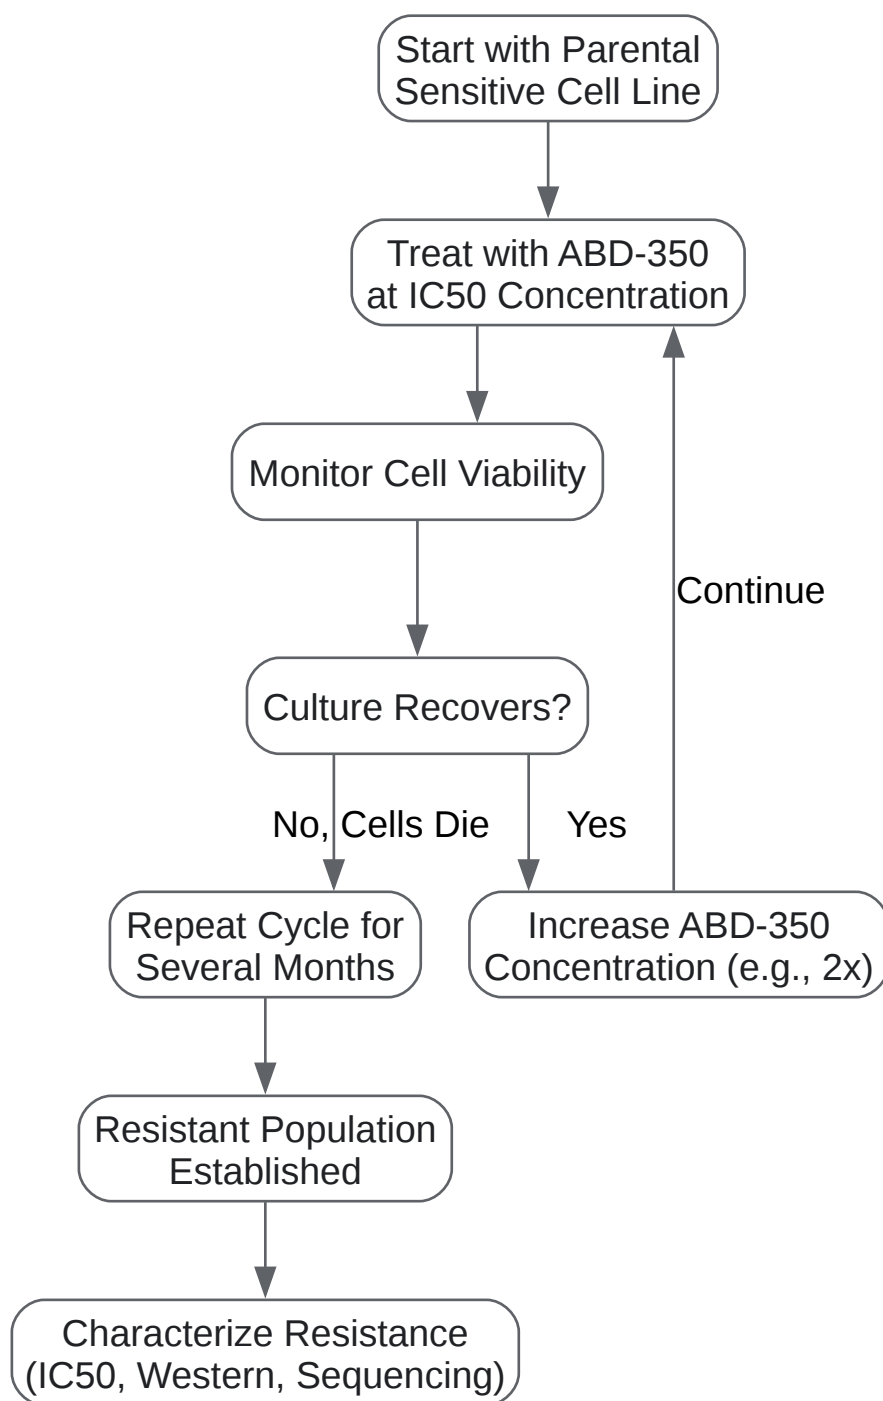 Start with Parental
Sensitive Cell Line
Treat with ABD-350
at IC50 Concentration
Monitor Cell Viability
Continue
Culture Recovers?
No, Cells Die
Yes
Repeat Cycle for
Several Months
Increase ABD-350
Concentration (e.g., 2x)
Resistant Population
Established
Characterize Resistance
(IC50, Western, Sequencing)